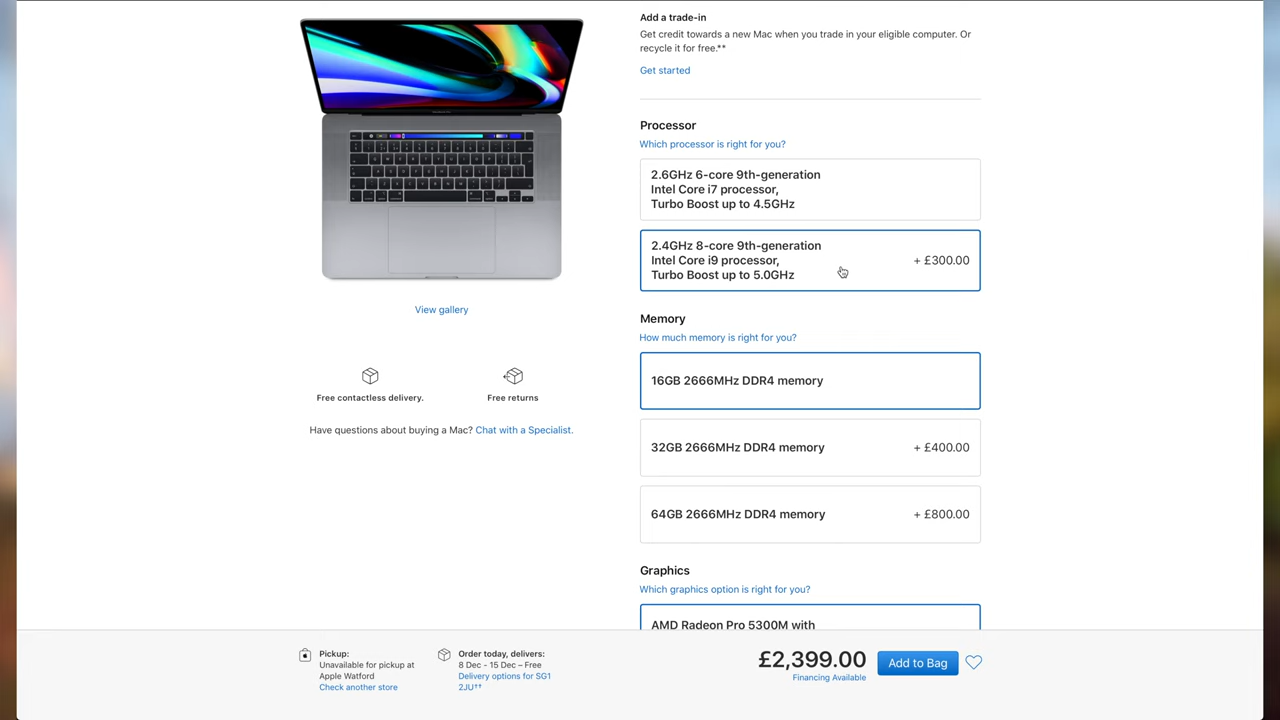 Add a trade-in
Get credit towards a new Mac when you trade in your eligible computer. Or
recycle it for free.**
Get started
Processor
Which processor is right for you?
2.6GHz 6-core 9th-generation
Intel Core i7 processor,
Turbo Boost up to 4.5GHz
2.4GHz 8-core 9th-generation
Intel Core i9 processor,
Turbo Boost up to 5.0GHz
+ £300.00
View gallery
Memory
How much memory is right for you?
16GB 2666MHz DDR4 memory
Free contactless delivery.
Free returns
Have questions about buying a Mac? Chat with a Specialist.
32GB 2666MHz DDR4 memory
+ £400.00
64GB 2666MHz DDR4 memory
+ £800.00
Graphics
Which graphics option is right for you?
AMD Radeon Pro 5300M with
Pickup:
Unavailable for pickup at
Apple Watford
Check another store
Order today, delivers:
8 Dec - 15 Dec – Free
Delivery options for SG1
2JU††
£2,399.00
Financing Available
Add to Bag